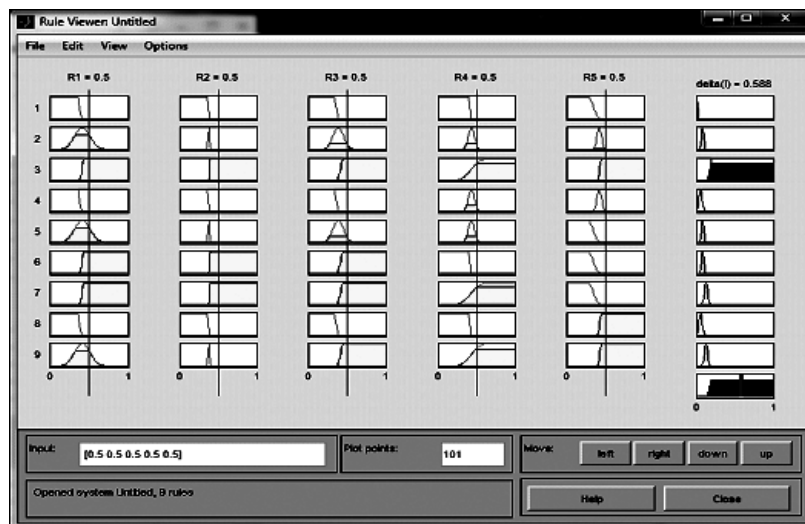 Rule Viewer: Untitled
File Edit View Options
R1 = 0.5 R2 = 0.5 R3 = 0.5 R4 = 0.5 R5 = 0.5 delta(I) = 0.588
1
2
3
4
5
6
7
8
9
0 1 0 1 0 1 0 1 0 1
0 1
Input: [0.5 0.5 0.5 0.5 0.5] Plot points: 101 Move: left right down up
Opened system Untitled, 9 rules Help Close